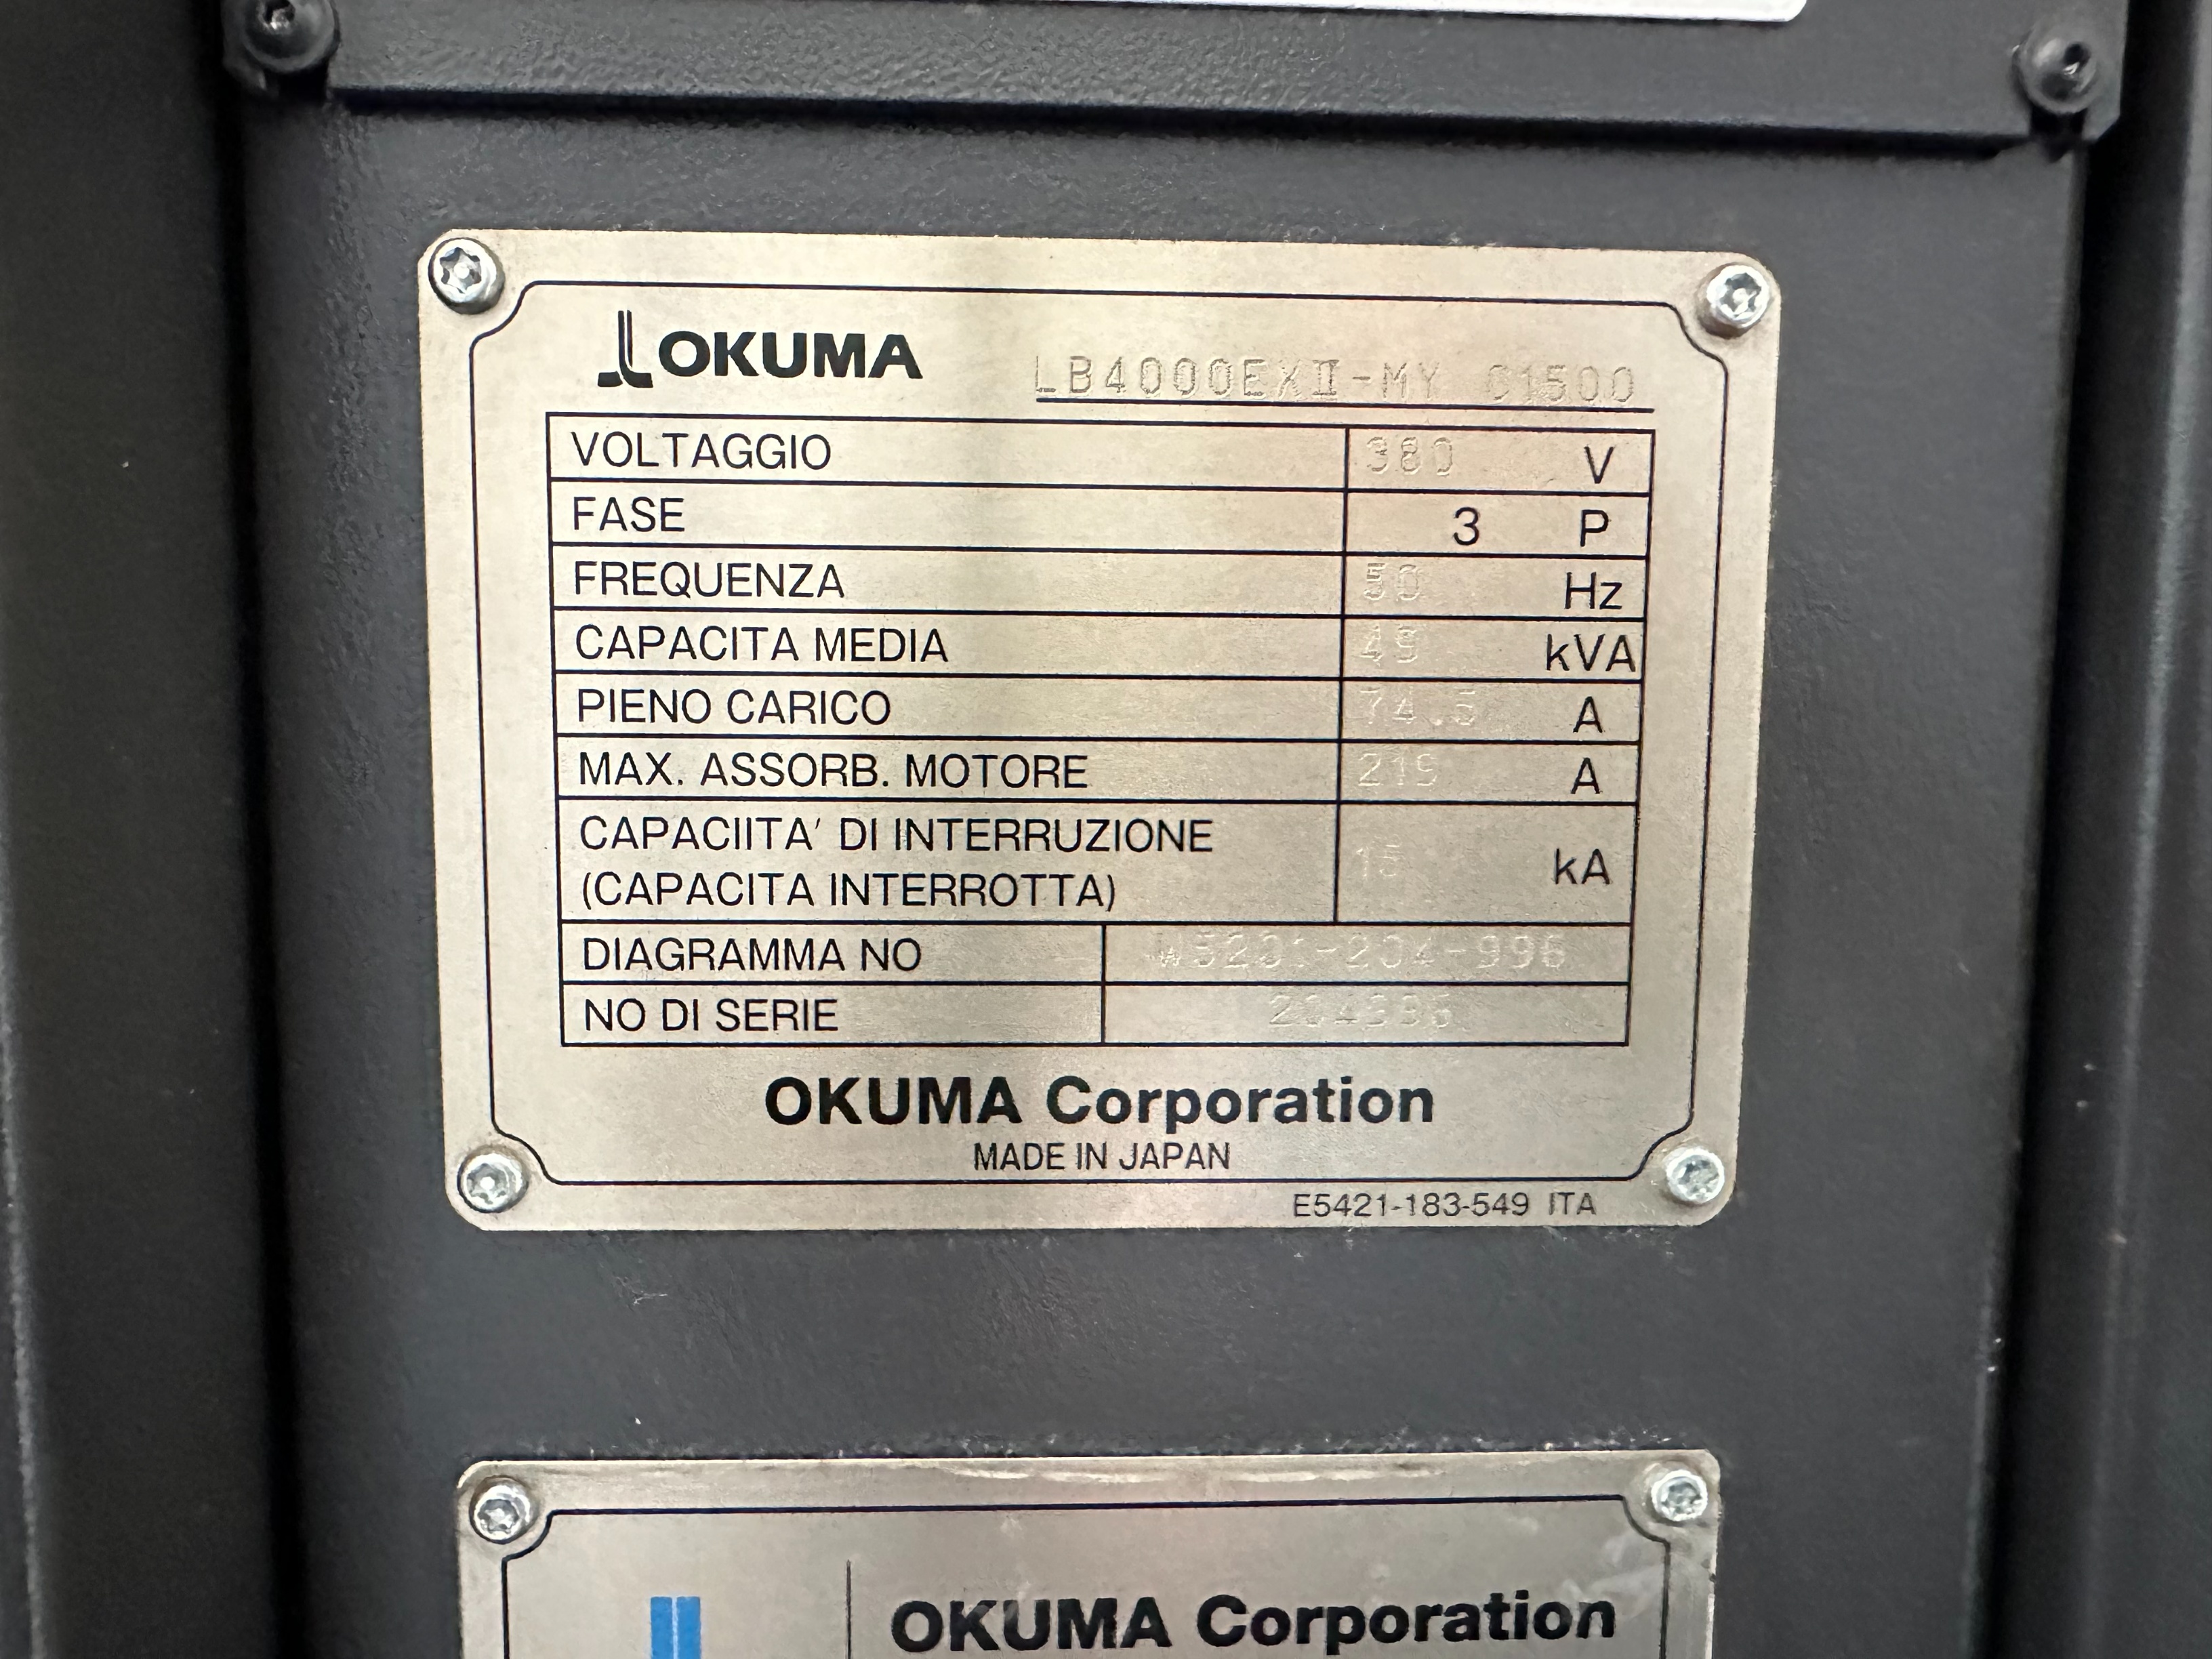 OKUMA LB4000EXⅡ-MY C1500
VOLTAGGIO 380 V
FASE 3 P
FREQUENZA 50 Hz
CAPACITA MEDIA kVA
PIENO CARICO 74.5 A
MAX. ASSORB. MOTORE 219 A
CAPACIITA' DI INTERRUZIONE
(CAPACITA INTERROTTA) kA
DIAGRAMMA NO
NO DI SERIE
OKUMA Corporation
MADE IN JAPAN
E5421-183-549 ITA
OKUMA Corporation